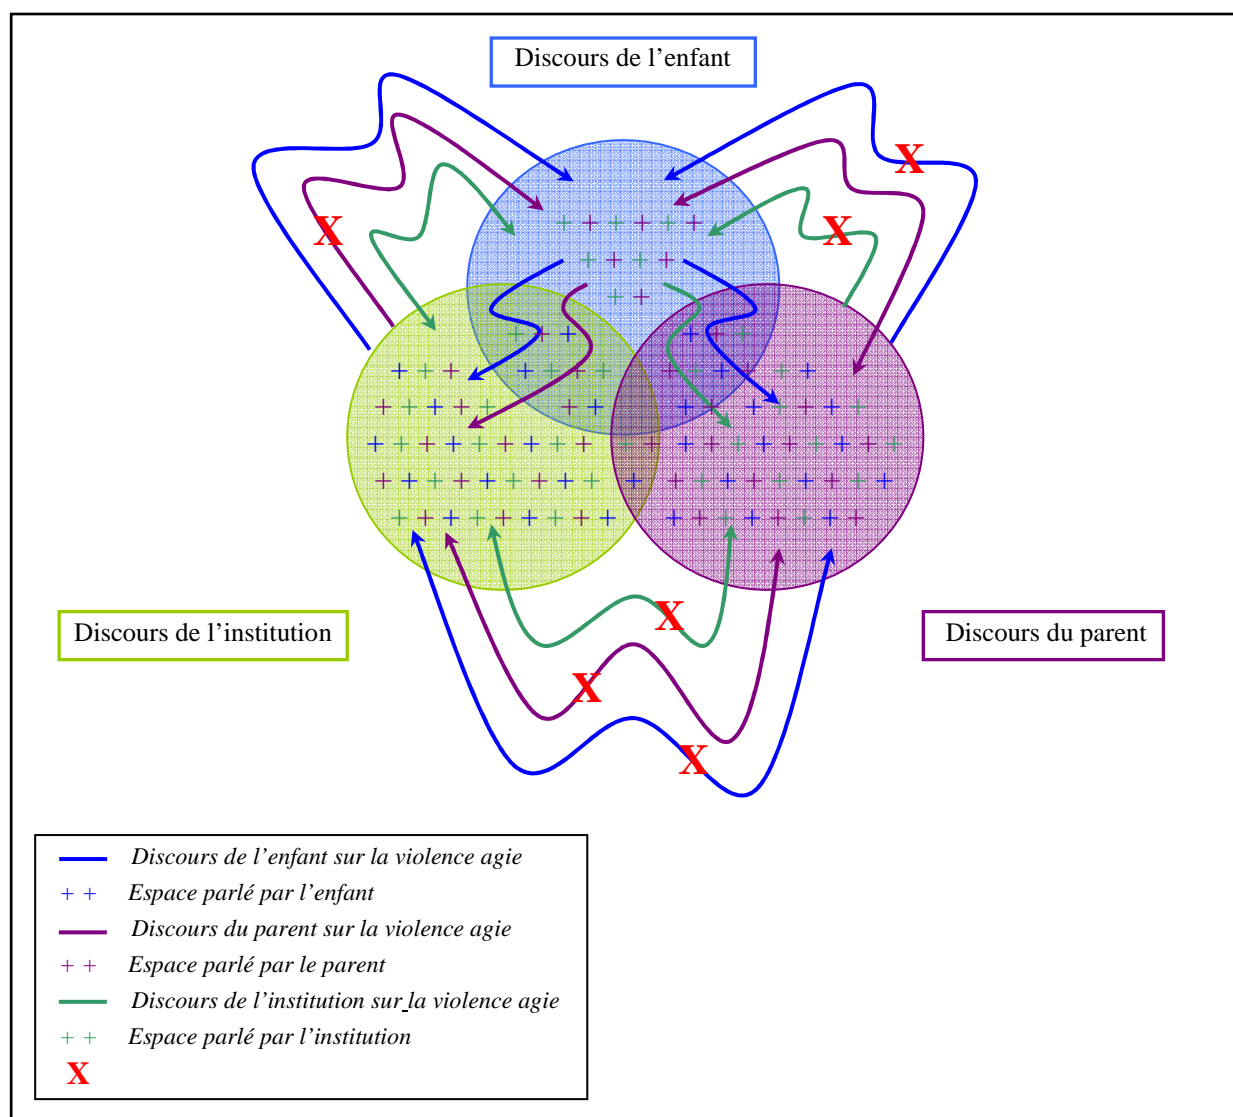 Discours de l’enfant
X
X
X
X
Discours de l’institution
X
Discours du parent
X
X
Discours de l’enfant sur la violence agie
+ + Espace parlé par l’enfant
Discours du parent sur la violence agie
+ + Espace parlé par le parent
Discours de l’institution sur la violence agie
+ + Espace parlé par l’institution
X